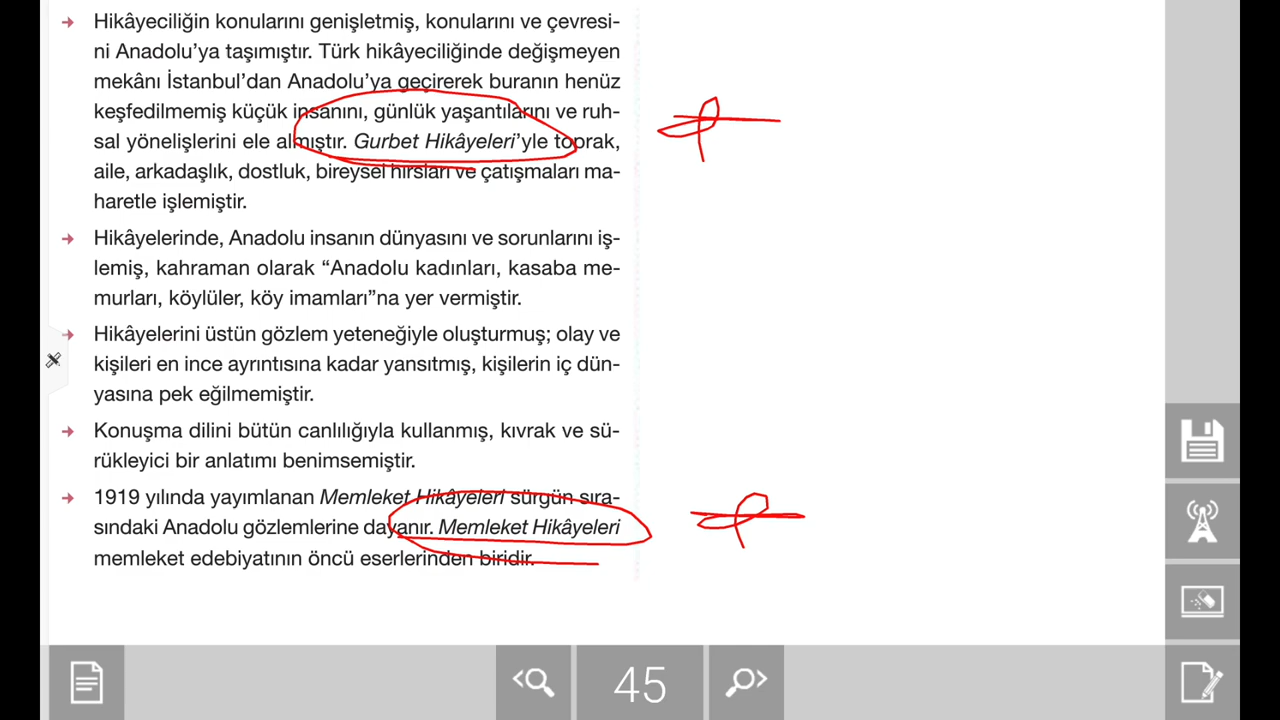 → Hikâyeciliğin konularını genişletmiş, konularını ve çevresi-
ni Anadolu'ya taşımıştır. Türk hikâyeciliğinde değişmeyen
mekânı İstanbul'dan Anadolu'ya geçirerek buranın henüz
keşfedilmemiş küçük insanını, günlük yaşantılarını ve ruh-
sal yönelişlerini ele almıştır. Gurbet Hikâyeleri'yle toprak,
aile, arkadaşlık, dostluk, bireysel hırsları ve çatışmaları ma-
haretle işlemiştir.
→ Hikâyelerinde, Anadolu insanın dünyasını ve sorunlarını iş-
lemiş, kahraman olarak “Anadolu kadınları, kasaba me-
murları, köylüler, köy imamları”na yer vermiştir.
→ Hikâyelerini üstün gözlem yeteneğiyle oluşturmuş; olay ve
kişileri en ince ayrıntısına kadar yansıtmış, kişilerin iç dün-
yasına pek eğilmemiştir.
→ Konuşma dilini bütün canlılığıyla kullanmış, kıvrak ve sü-
rükleyici bir anlatımı benimsemiştir.
→ 1919 yılında yayımlanan Memleket Hikâyeleri sürgün sıra-
sındaki Anadolu gözlemlerine dayanır. Memleket Hikâyeleri
memleket edebiyatının öncü eserlerinden biridir.
45